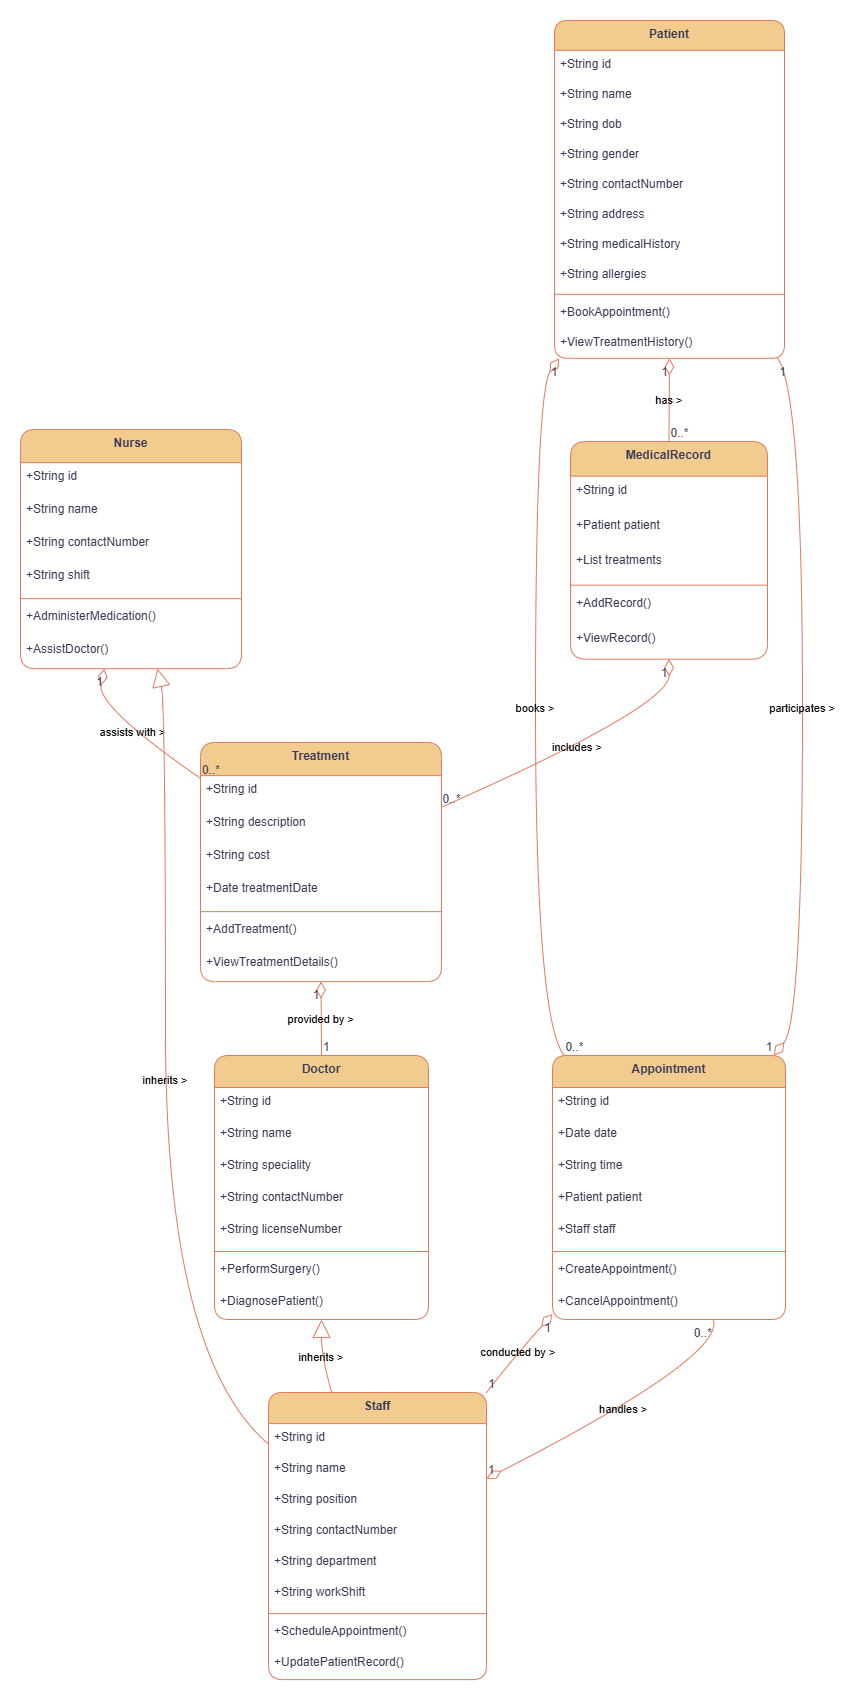 Patient
+String id
+String name
+String dob
+String gender
+String contactNumber
+String address
+String medicalHistory
+String allergies
+BookAppointment()
+ViewTreatmentHistory()
1
1
1
has >
0..*
Nurse
+String id
+String name
+String contactNumber
+String shift
+AdministerMedication()
+AssistDoctor()
MedicalRecord
+String id
+Patient patient
+List treatments
+AddRecord()
+ViewRecord()
1
1
books >
participates >
assists with >
includes >
0..*
0..*
Treatment
+String id
+String description
+String cost
+Date treatmentDate
+AddTreatment()
+ViewTreatmentDetails()
1
provided by >
1
0..*
1
inherits >
Doctor
+String id
+String name
+String speciality
+String contactNumber
+String licenseNumber
+PerformSurgery()
+DiagnosePatient()
Appointment
+String id
+Date date
+String time
+Patient patient
+Staff staff
+CreateAppointment()
+CancelAppointment()
1
0..*
inherits >
conducted by >
1
handles >
1
Staff
+String id
+String name
+String position
+String contactNumber
+String department
+String workShift
+ScheduleAppointment()
+UpdatePatientRecord()